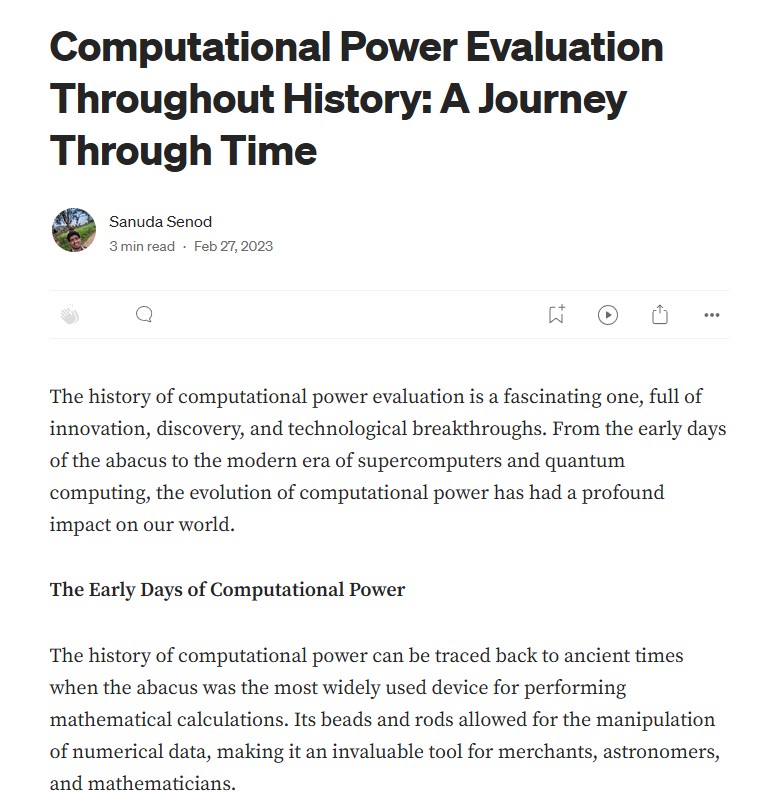 Computational Power Evaluation
Throughout History: A Journey
Through Time
Sanuda Senod
3 min read · Feb 27, 2023
The history of computational power evaluation is a fascinating one, full of
innovation, discovery, and technological breakthroughs. From the early days
of the abacus to the modern era of supercomputers and quantum
computing, the evolution of computational power has had a profound
impact on our world.
The Early Days of Computational Power
The history of computational power can be traced back to ancient times
when the abacus was the most widely used device for performing
mathematical calculations. Its beads and rods allowed for the manipulation
of numerical data, making it an invaluable tool for merchants, astronomers,
and mathematicians.